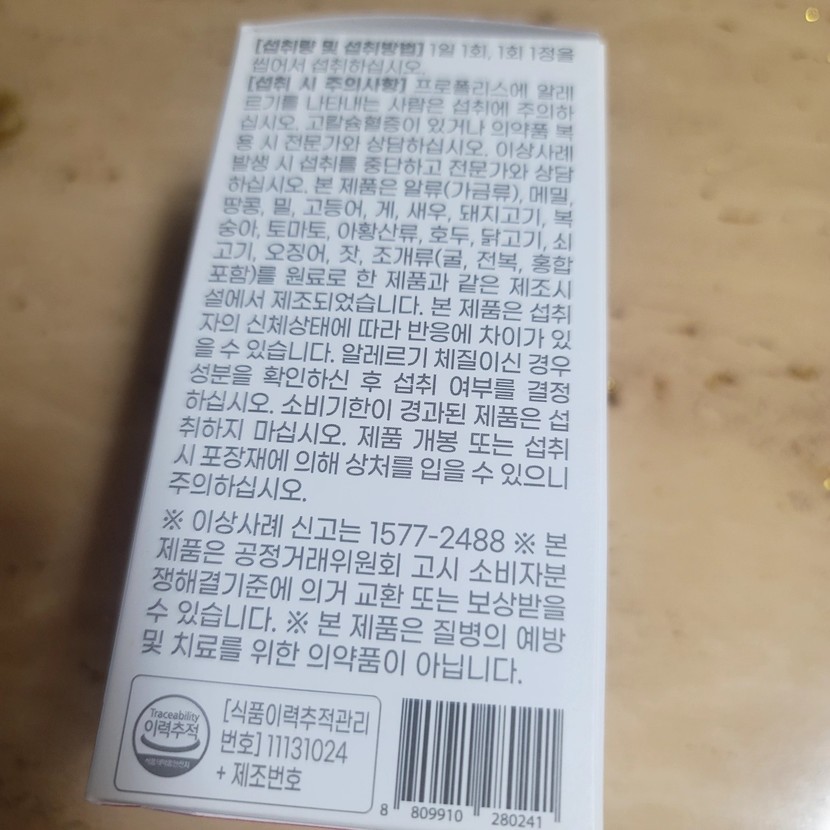 [섭취량 및 섭취방법] 1일 1회, 1회 1정을
씹어서 섭취하십시오.
[섭취 시 주의사항] 프로폴리스에 알레
르기를 나타내는 사람은 섭취에 주의하
십시오. 고칼슘혈증이 있거나 의약품 복
용 시 전문가와 상담하십시오. 이상사례
발생 시 섭취를 중단하고 전문가와 상담
하십시오. 본 제품은 알류(가금류), 메밀,
땅콩, 밀, 고등어, 게, 새우, 돼지고기, 복
숭아, 토마토, 아황산류, 호두, 닭고기, 쇠
고기, 오징어, 잣, 조개류(굴, 전복, 홍합
포함)를 원료로 한 제품과 같은 제조시
설에서 제조되었습니다. 본 제품은 섭취
자의 신체상태에 따라 반응에 차이가 있
을 수 있습니다. 알레르기 체질이신 경우
성분을 확인하신 후 섭취 여부를 결정
하십시오. 소비기한이 경과된 제품은 섭
취하지 마십시오. 제품 개봉 또는 섭취
시 포장재에 의해 상처를 입을 수 있으니
주의하십시오.
※ 이상사례 신고는 1577-2488 ※ 본
제품은 공정거래위원회 고시 소비자분
쟁해결기준에 의거 교환 또는 보상받을
수 있습니다. ※ 본 제품은 질병의 예방
및 치료를 위한 의약품이 아닙니다.
Traceability
이력추적
식품의약품안전처
[식품이력추적관리
번호] 11131024
+ 제조번호
8 809910 280241